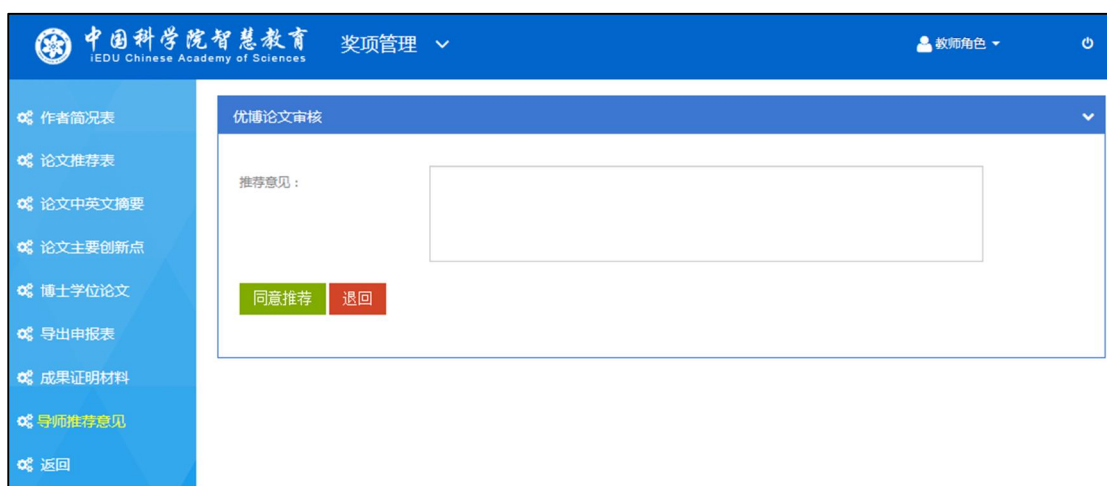 中国科学院智慧教育
iEDU Chinese Academy of Sciences
奖项管理
教师角色
作者简况表
论文推荐表
论文中英文摘要
论文主要创新点
博士学位论文
导出申报表
成果证明材料
导师推荐意见
返回
优博论文审核
推荐意见：
同意推荐 退回